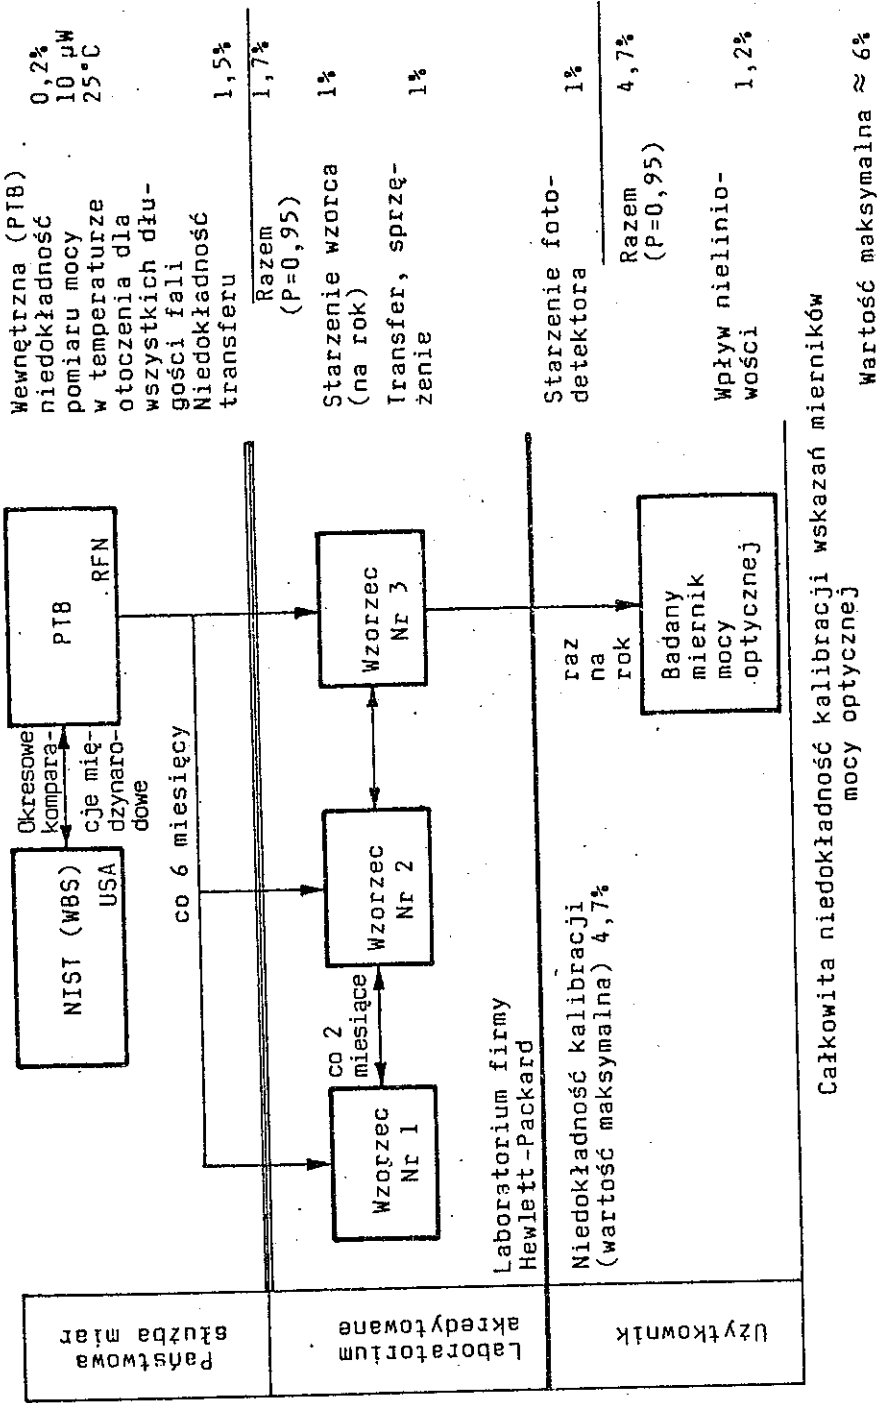 Państwowa
służba miar
NIST (WBS)
USA
Okresowe
kompara-
cje mię-
dzynaro-
dowe
PTB
RFN
co 6 miesięcy
Wewnętrzna (PTB)
niedokładność 0,2%
pomiaru mocy 10 µW
w temperaturze 25°C
otoczenia dla
wszystkich dłu-
gości fali
Niedokładność
transferu 1,5%
Razem 1,7%
(P=0,95)
Laboratorium
akredytowane
Wzorzec
Nr 1
co 2
miesiące
Wzorzec
Nr 2
Wzorzec
Nr 3
Laboratorium firmy
Hewlett-Packard
Starzenie wzorca 1%
(na rok)
Transfer, sprzę-
żenie 1%
Starzenie foto-
detektora 1%
Użytkownik
Niedokładność kalibracji
(wartość maksymalna) 4,7%
raz
na
rok
Badany
miernik
mocy
optycznej
Razem 4,7%
(P=0,95)
Wpływ nielinio-
wości 1,2%
Całkowita niedokładność kalibracji wskazań mierników
mocy optycznej
Wartość maksymalna ≈ 6%